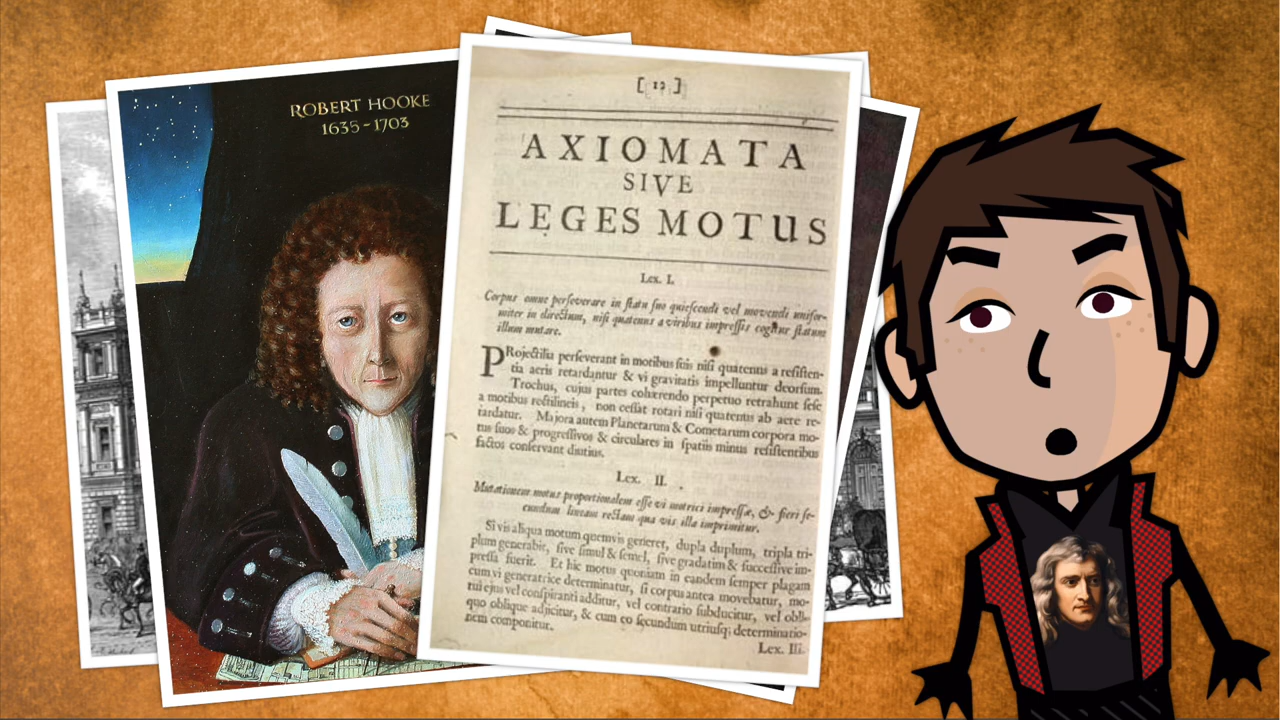 ROBERT HOOKE
1635-1703
[ 12 ]
AXIOMATA
SIVE
LEGES MOTUS
Lex. I.
Corpus omne perſeverare in ſtatu ſuo quieſcendi vel movendi unifor-
miter in directum, niſi quatenus a viribus impreſſis cogitur ſtatum
illum mutare.
PRojectilia perſeverant in motibus ſuis niſi quatenus a reſiſten-
tia aeris retardantur & vi gravitatis impelluntur deorſum.
Trochus, cujus partes cohærendo perpetuo retrahunt ſeſe
a motibus rectilineis, non ceſſat rotari niſi quatenus ab aere re-
tardatur. Majora autem Planetarum & Cometarum corpora mo-
tus ſuos & progreſſivos & circulares in ſpatiis minus reſiſtentibus
factos conſervant diutius.
Lex. II.
Mutationem motus proportionalem eſſe vi motrici impreſſæ, & fieri ſe-
cundum lineam rectam qua vis illa imprimitur.
Si vis aliqua motum quemvis generet, dupla duplum, tripla tri-
plum generabit, ſive ſimul & ſemel, ſive gradatim & ſucceſſive im-
preſſa fuerit. Et hic motus quoniam in eandem ſemper plagam
cum vi generatrice determinatur, ſi corpus antea movebatur, mo-
tui ejus vel conſpiranti additur, vel contrario ſubducitur, vel obli-
quo oblique adjicitur, & cum eo ſecundum utriuſq; determinatio-
nem componitur.
Lex. III.